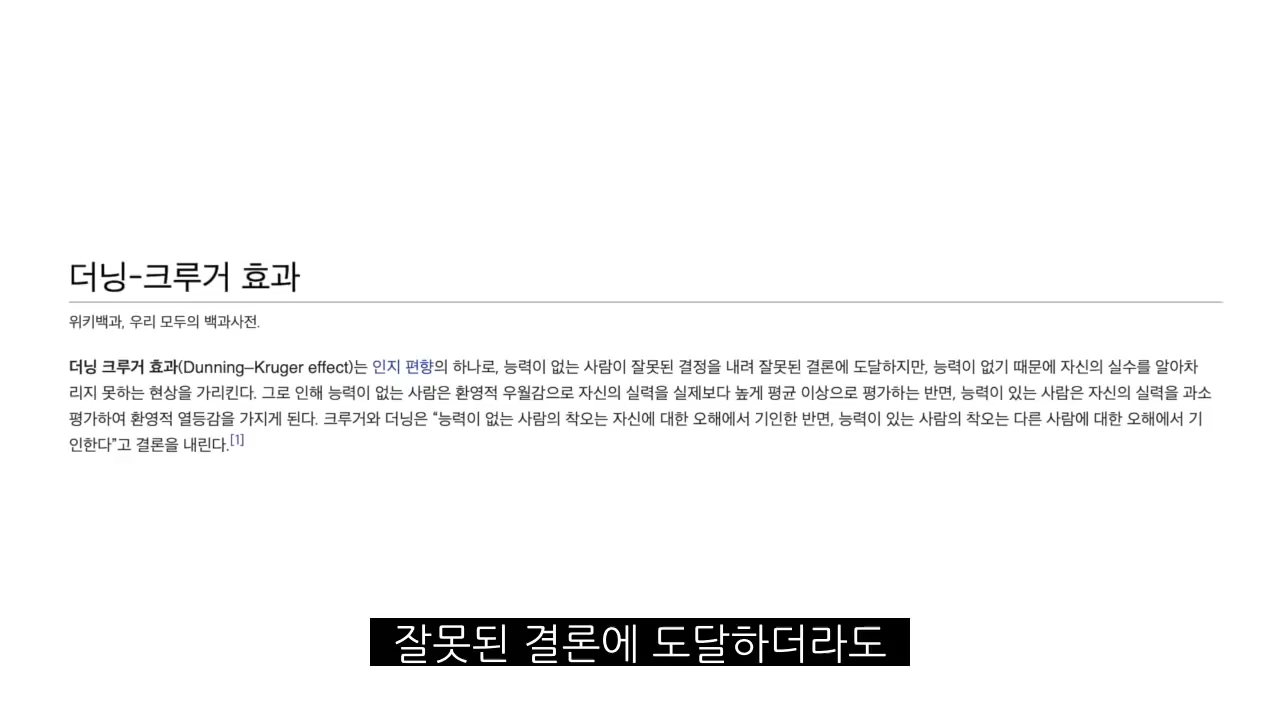 더닝-크루거 효과
위키백과, 우리 모두의 백과사전.
더닝 크루거 효과(Dunning–Kruger effect)는 인지 편향의 하나로, 능력이 없는 사람이 잘못된 결정을 내려 잘못된 결론에 도달하지만, 능력이 없기 때문에 자신의 실수를 알아차
리지 못하는 현상을 가리킨다. 그로 인해 능력이 없는 사람은 환영적 우월감으로 자신의 실력을 실제보다 높게 평균 이상으로 평가하는 반면, 능력이 있는 사람은 자신의 실력을 과소
평가하여 환영적 열등감을 가지게 된다. 크루거와 더닝은 “능력이 없는 사람의 착오는 자신에 대한 오해에서 기인한 반면, 능력이 있는 사람의 착오는 다른 사람에 대한 오해에서 기
인한다”고 결론을 내린다.[1]
잘못된 결론에 도달하더라도